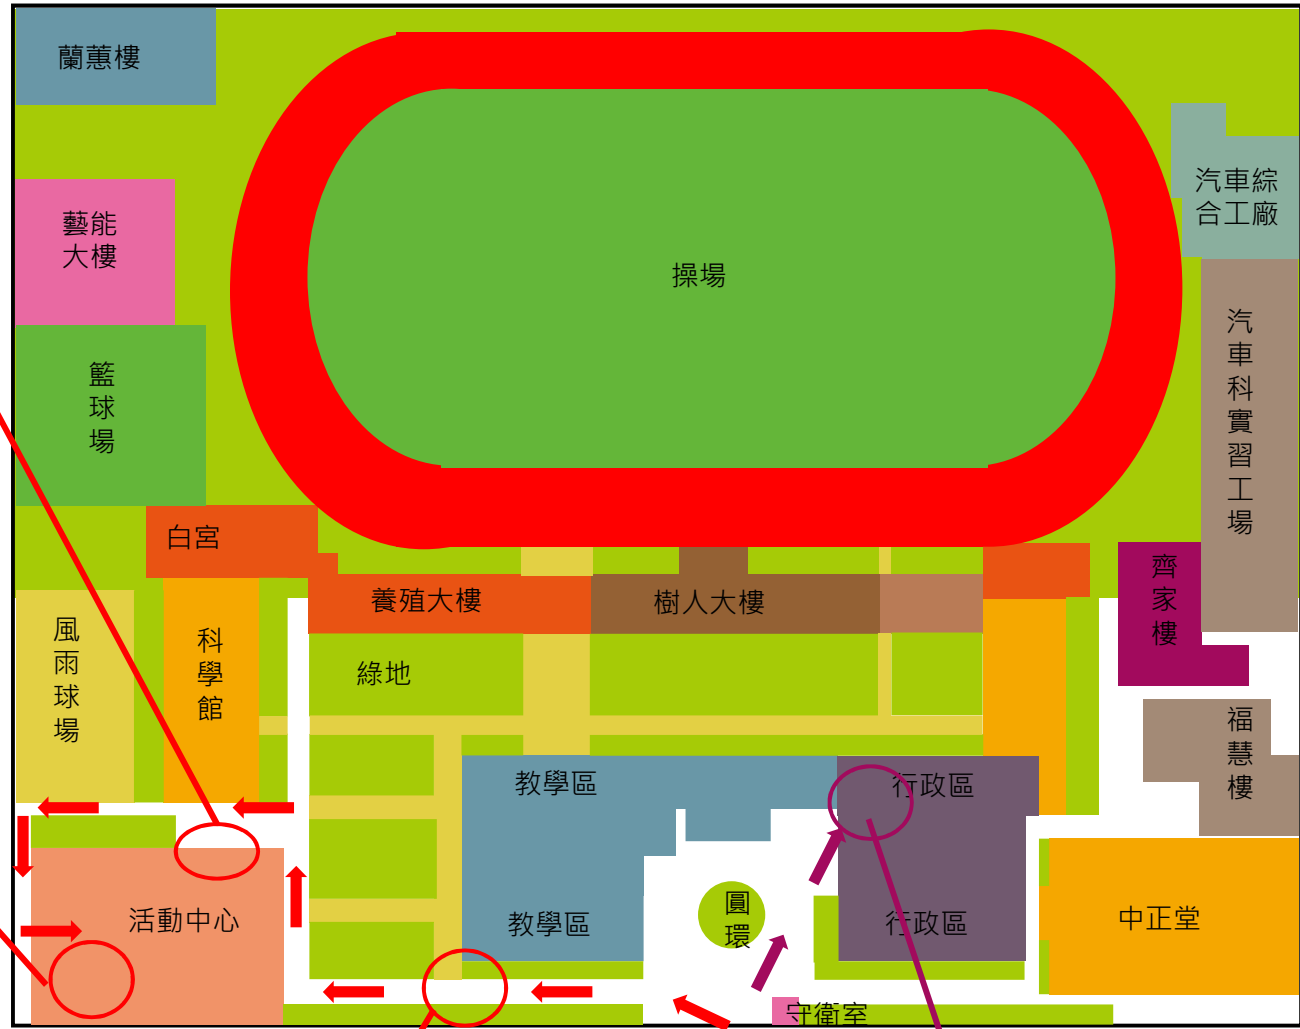 蘭蕙樓
藝能
大樓
籃球場
白宮
風雨球場
科學館
操場
汽車綜
合工廠
汽車科實習工場
齊家樓
福慧樓
養殖大樓
樹人大樓
綠地
教學區
行政區
教學區
圓環
行政區
活動中心
中正堂
守衛室